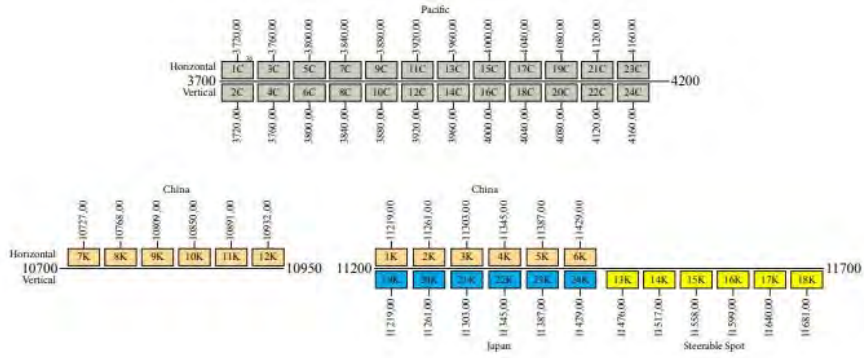 Pacific
3720,00 3760,00 3800,00 3840,00 3880,00 3920,00 3960,00 4000,00 4040,00 4080,00 4120,00 4160,00
Horizontal 1C 3C 5C 7C 9C 11C 13C 15C 17C 19C 21C 23C
3700 4200
Vertical 2C 4C 6C 8C 10C 12C 14C 16C 18C 20C 22C 24C
3720,00 3760,00 3800,00 3840,00 3880,00 3920,00 3960,00 4000,00 4040,00 4080,00 4120,00 4160,00
China
10727,00 10768,00 10809,00 10850,00 10891,00 10932,00
Horizontal 7K 8K 9K 10K 11K 12K
10700 10950
Vertical
China
11219,00 11261,00 11303,00 11345,00 11387,00 11429,00
1K 2K 3K 4K 5K 6K
11200 11700
19K 20K 21K 22K 23K 24K 13K 14K 15K 16K 17K 18K
11219,00 11261,00 11303,00 11345,00 11387,00 11429,00 11476,00 11517,00 11558,00 11599,00 11640,00 11681,00
Japan Steerable Spot